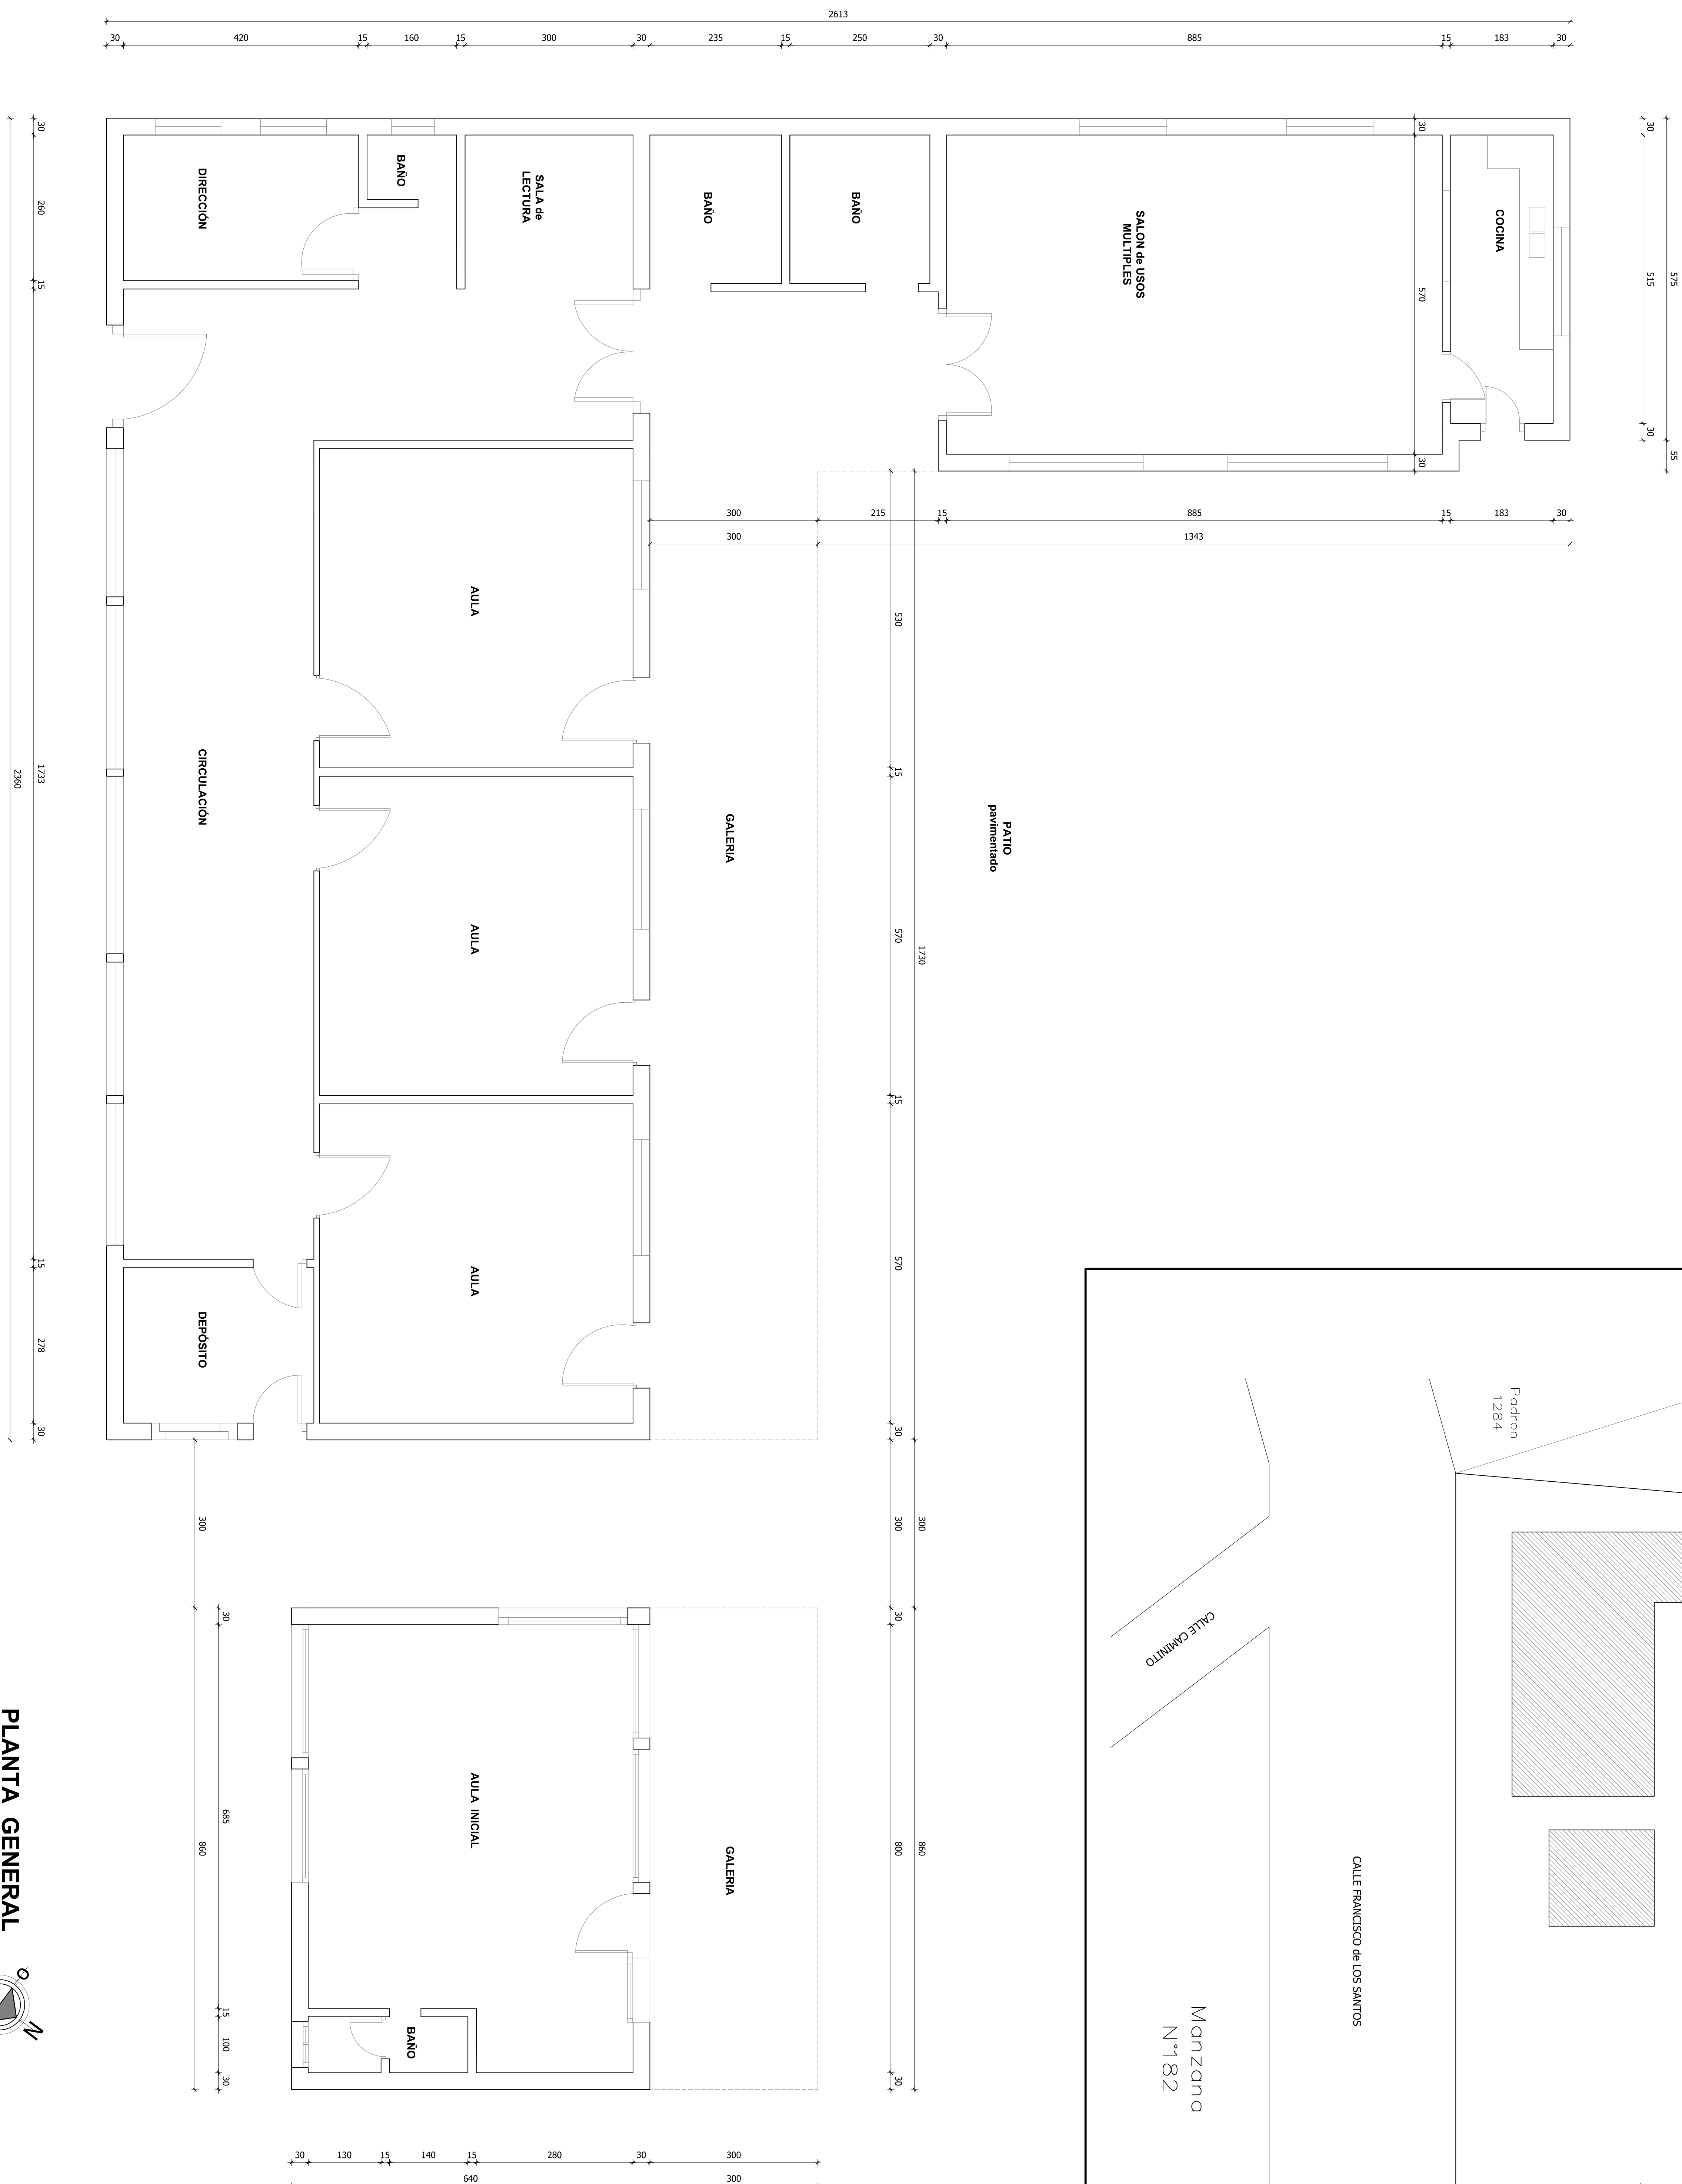 2613
30 420 15 160 15 300 30 235 15 250 30 885 15 183 30
30
260
15
1733
15
278
30
2360
30
515
30
575
55
30
570
30
DIRECCIÓN
BAÑO
SALA de
LECTURA
BAÑO
BAÑO
SALON de USOS
MULTIPLES
COCINA
300 215 15 885 15 183 30
300 1343
530
15
570
15
570
30
1730
AULA
AULA
AULA
CIRCULACIÓN
GALERIA
PATIO
pavimentado
DEPÓSITO
300
300
300
30
685
15
100
30
860
30
800
30
860
AULA INICIAL
BAÑO
GALERIA
30 130 15 140 15 280 30 300
640 300
Padron
1284
CALLE CAMINITO
CALLE FRANCISCO de LOS SANTOS
Manzana
N°182
PLANTA GENERAL
O
N